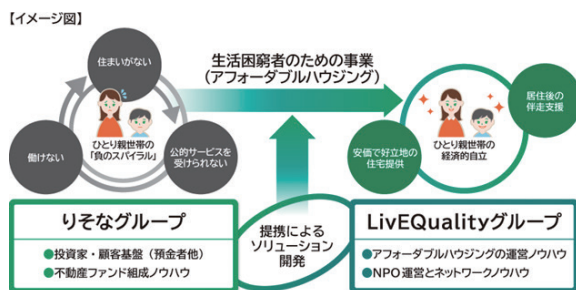 【イメージ図】
住まいがない
働けない
公的サービスを
受けられない
ひとり親世帯の
「負のスパイラル」
生活困窮者のための事業
（アフォーダブルハウジング）
居住後の
伴走支援
安価で好立地の
住宅提供
ひとり親世帯の
経済的自立
りそなグループ
●投資家・顧客基盤（預金者他）
●不動産ファンド組成ノウハウ
提携による
ソリューション
開発
LivEQualityグループ
●アフォーダブルハウジングの運営ノウハウ
●NPO運営とネットワークノウハウ